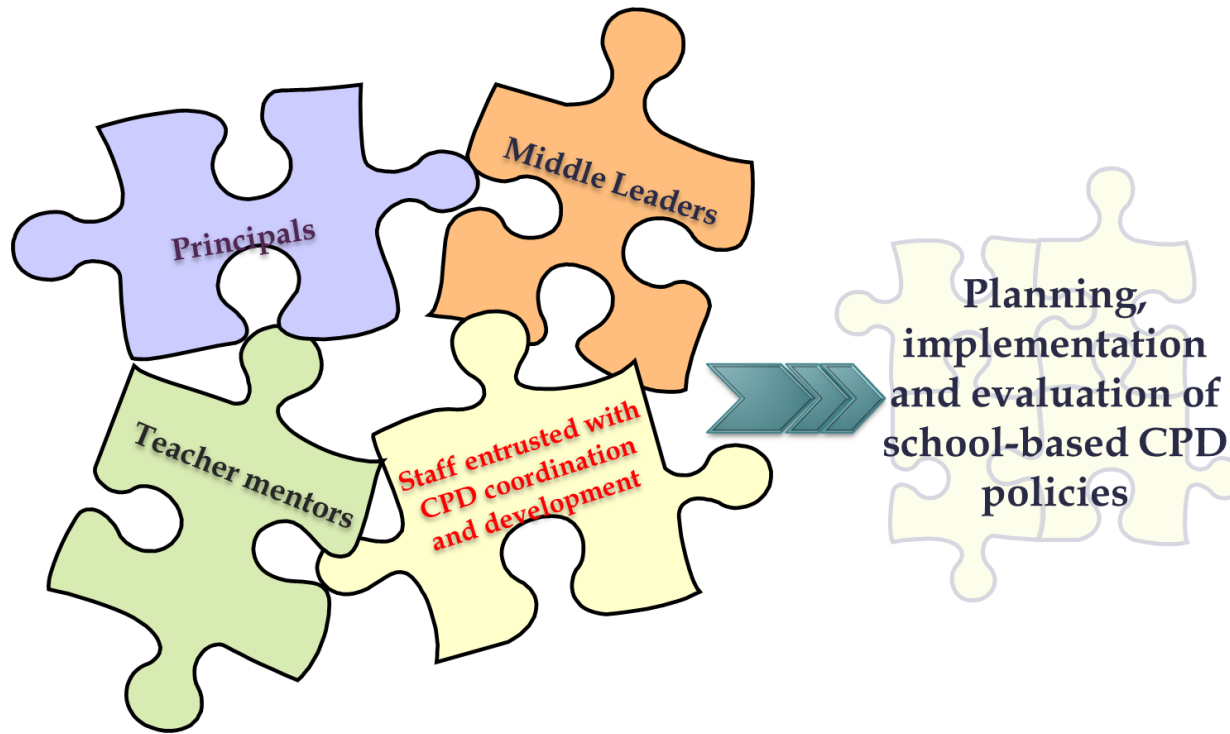 Principals
Middle Leaders
Teacher mentors
Staff entrusted with
CPD coordination
and development
Planning,
implementation
and evaluation of
school-based CPD
policies